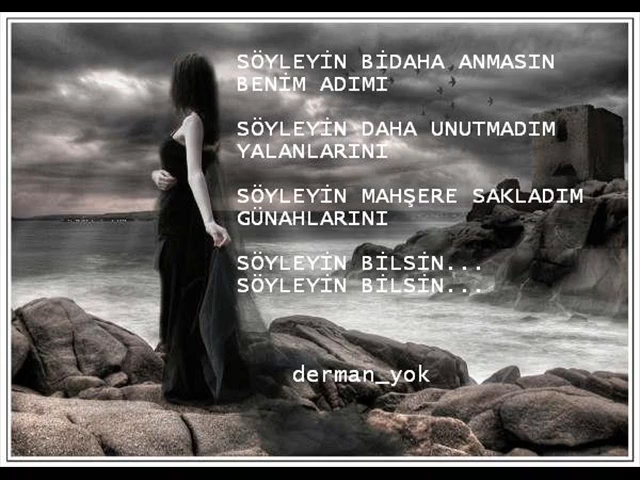 SÖYLEYİN BİDAHA ANMASIN
BENİM ADIMI
SÖYLEYİN DAHA UNUTMADIM
YALANLARINI
SÖYLEYİN MAHŞERE SAKLADIM
GÜNAHLARINI
SÖYLEYİN BİLSİN...
SÖYLEYİN BİLSİN...
derman_yok